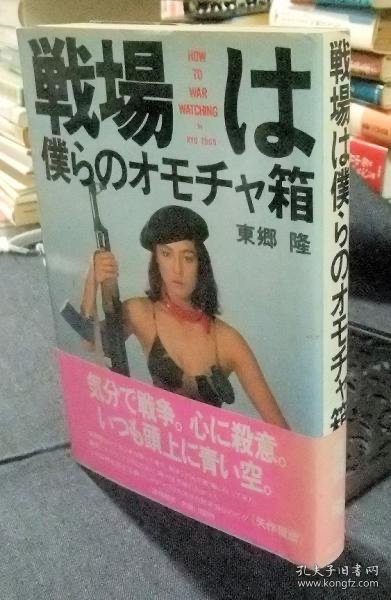 戦場は
HOW
TO
WAR
WATCHING
by
RYU TOGO
僕らのオモチャ箱
東郷 隆
気分で戦争。心に殺意。
いつも頭上に青い空。
戦場は僕らのオモチャ箱
孔夫子旧书网
www.kongfz.com